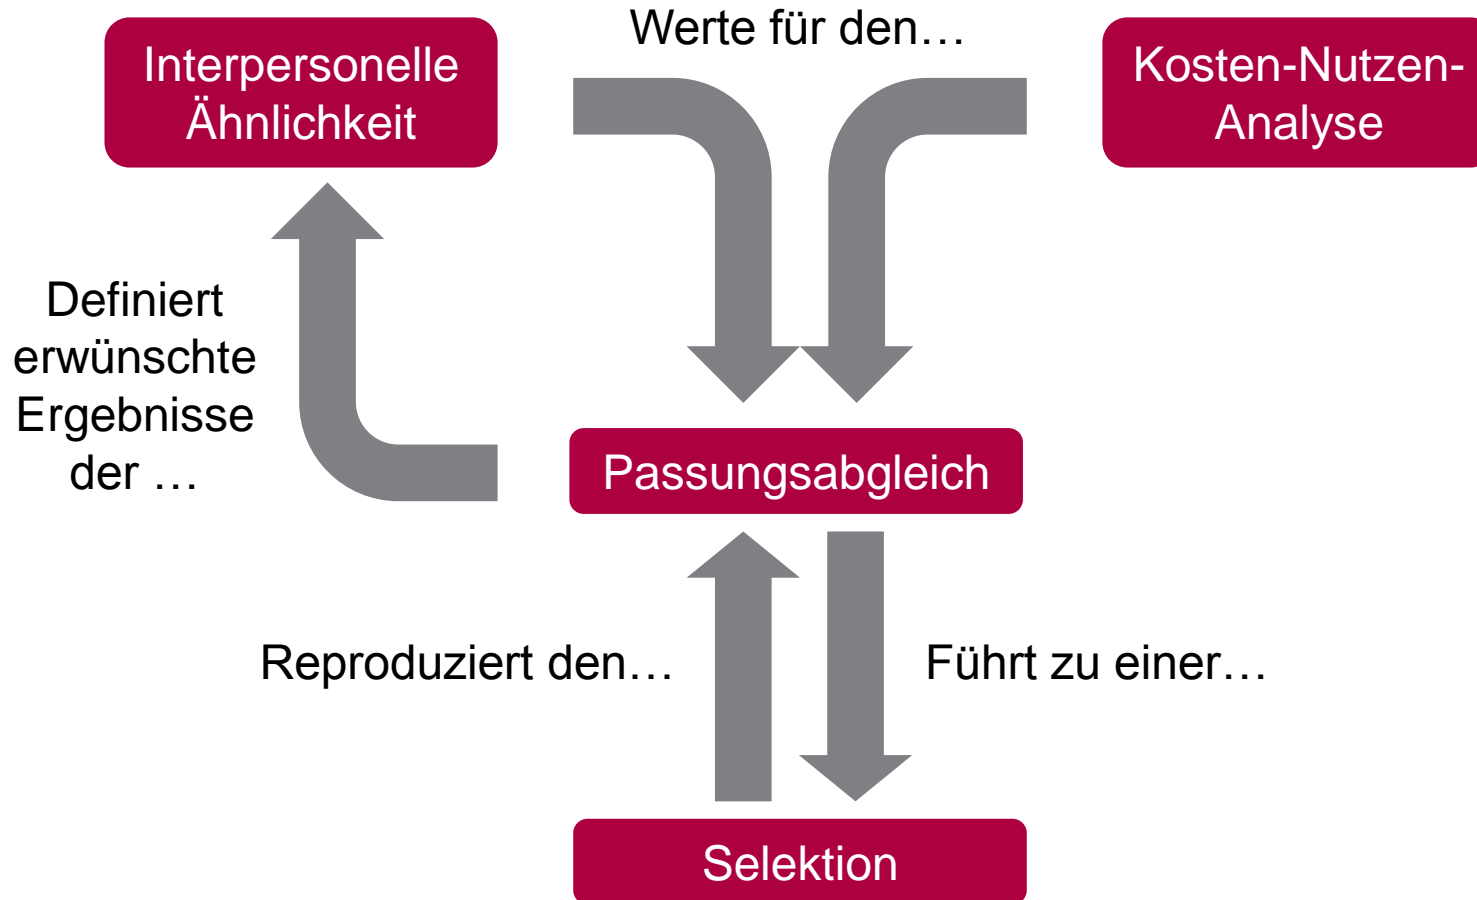 Werte für den…
Interpersonelle
Ähnlichkeit
Kosten-Nutzen-
Analyse
Definiert
erwünschte
Ergebnisse
der …
Passungsabgleich
Reproduziert den…
Führt zu einer…
Selektion